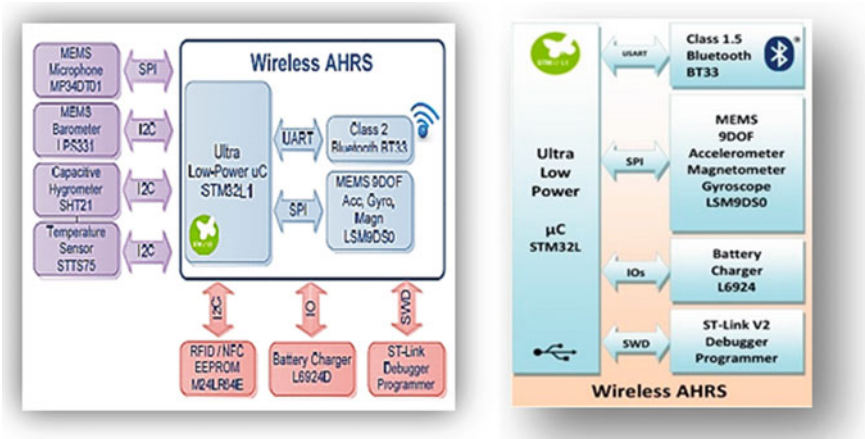 MEMS
Microphone
MP34DT01
SPI
MEMS
Barometer
LPS331
I2C
Capacitive
Hygrometer
SHT21
I2C
Temperature
Sensor
STTS75
I2C
Wireless AHRS
Ultra
Low-Power uC
STM32L1
UART
Class 2
Bluetooth BT33
SPI
MEMS 9DOF
Acc, Gyro,
Magn
LSM9DS0
I2C
IO
SWD
RFID / NFC
EEPROM
M24LR64E
Battery Charger
L6924D
ST-Link
Debugger
Programmer
STM32 L1
Ultra
Low
Power
µC
STM32L
USART
Class 1.5
Bluetooth
BT33
SPI
MEMS
9DOF
Accelerometer
Magnetometer
Gyroscope
LSM9DS0
IOs
Battery
Charger
L6924
SWD
ST-Link V2
Debugger
Programmer
Wireless AHRS